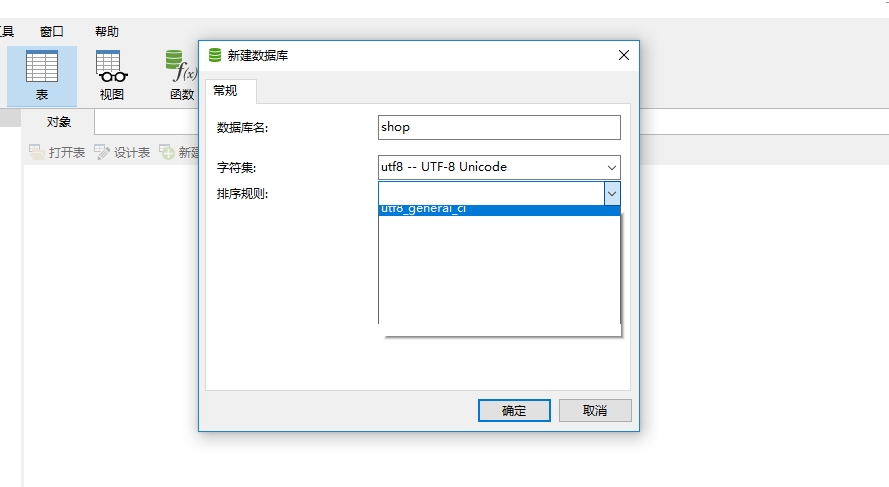 具 窗口 帮助
表 视图 f(x) 函数
对象
打开表 设计表 新建
新建数据库
常规
数据库名: shop
字符集: utf8 -- UTF-8 Unicode
排序规则:
utf8_general_ci
确定 取消